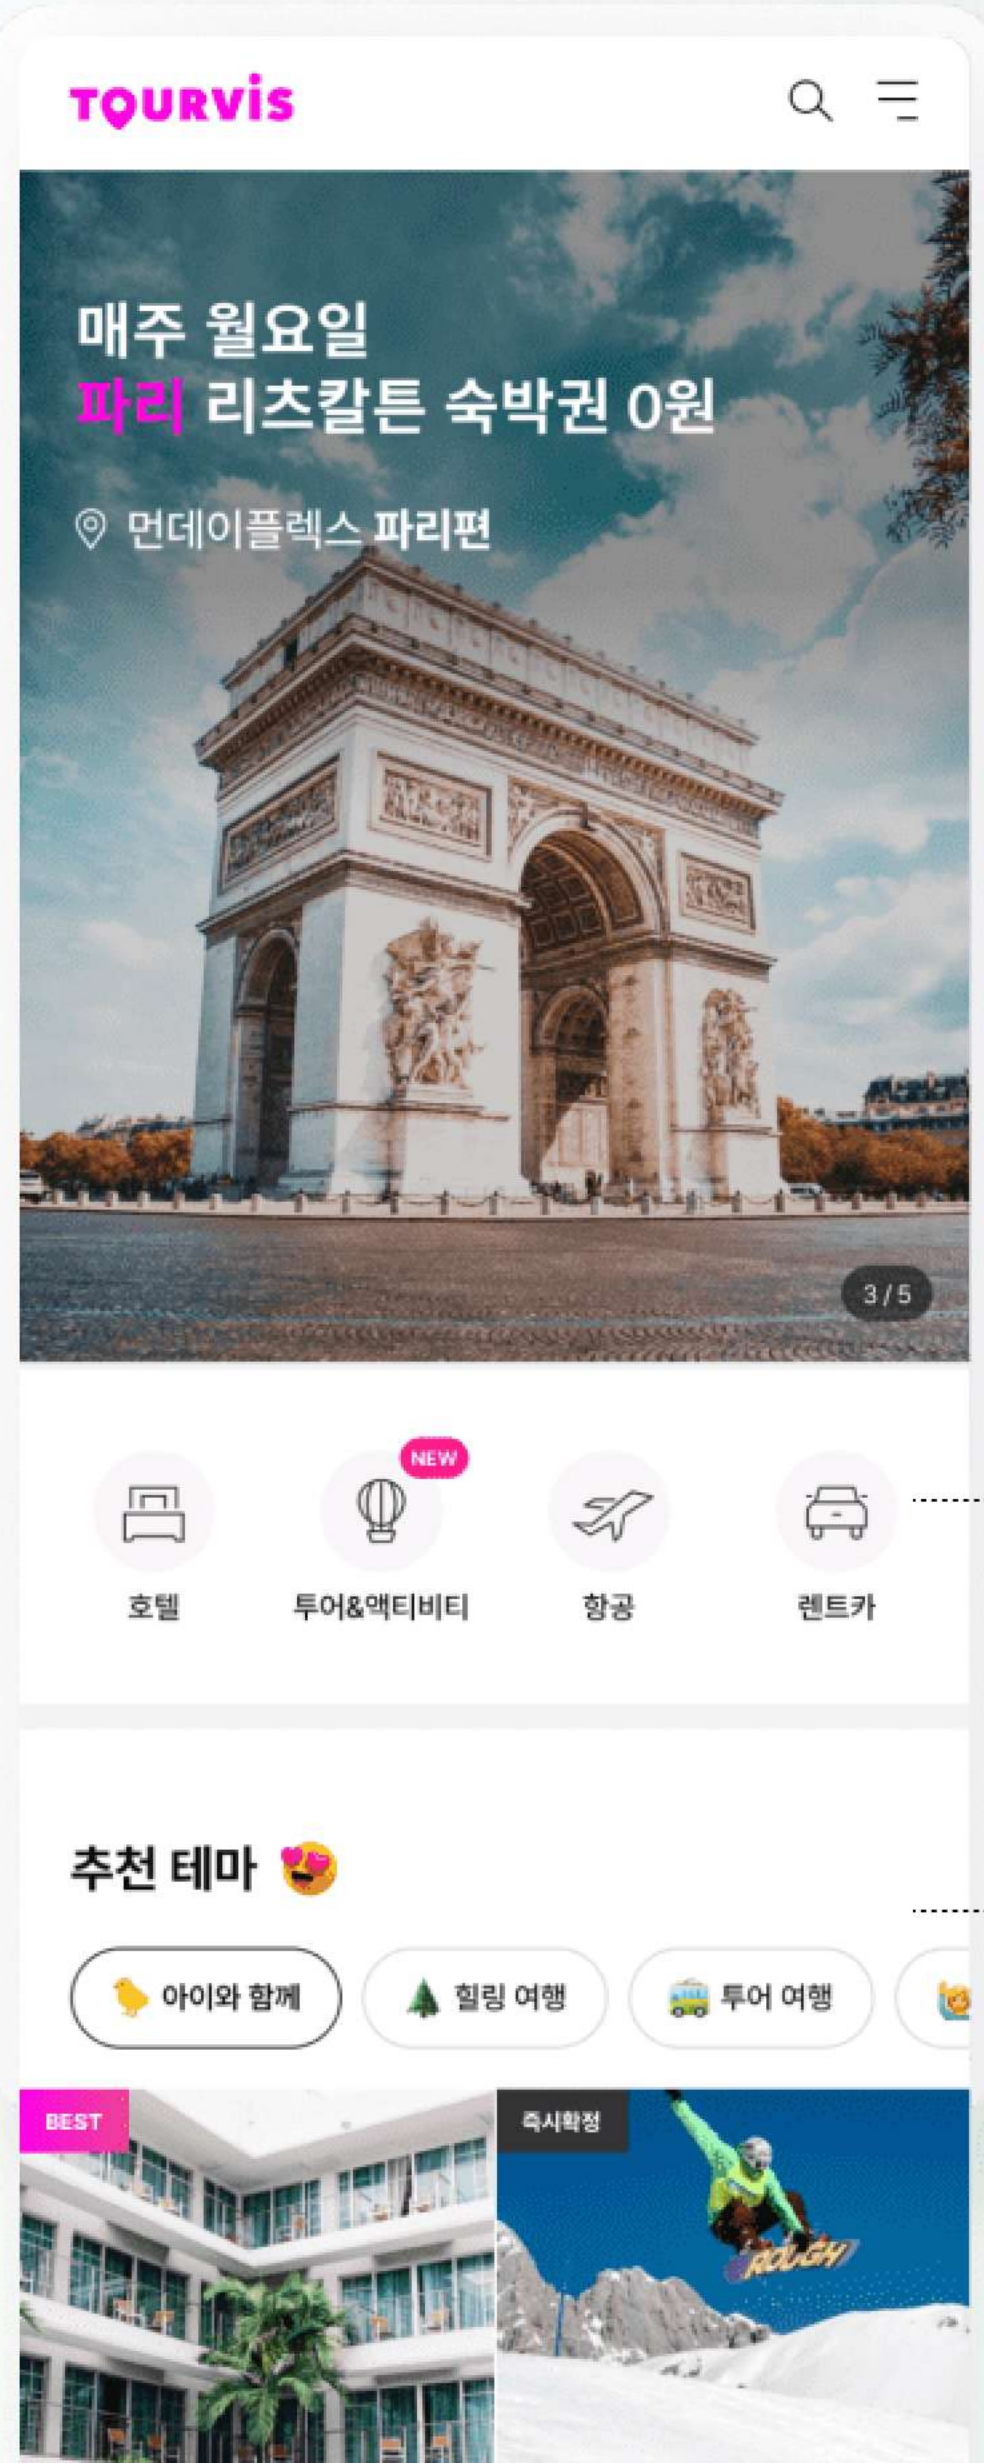 TOURVIS
매주 월요일
파리 리츠칼튼 숙박권 0원
먼데이플렉스 파리편
3 / 5
NEW
호텔
투어&액티비티
항공
렌트카
추천 테마
아이와 함께
힐링 여행
투어 여행
BEST
즉시확정
ROUGH